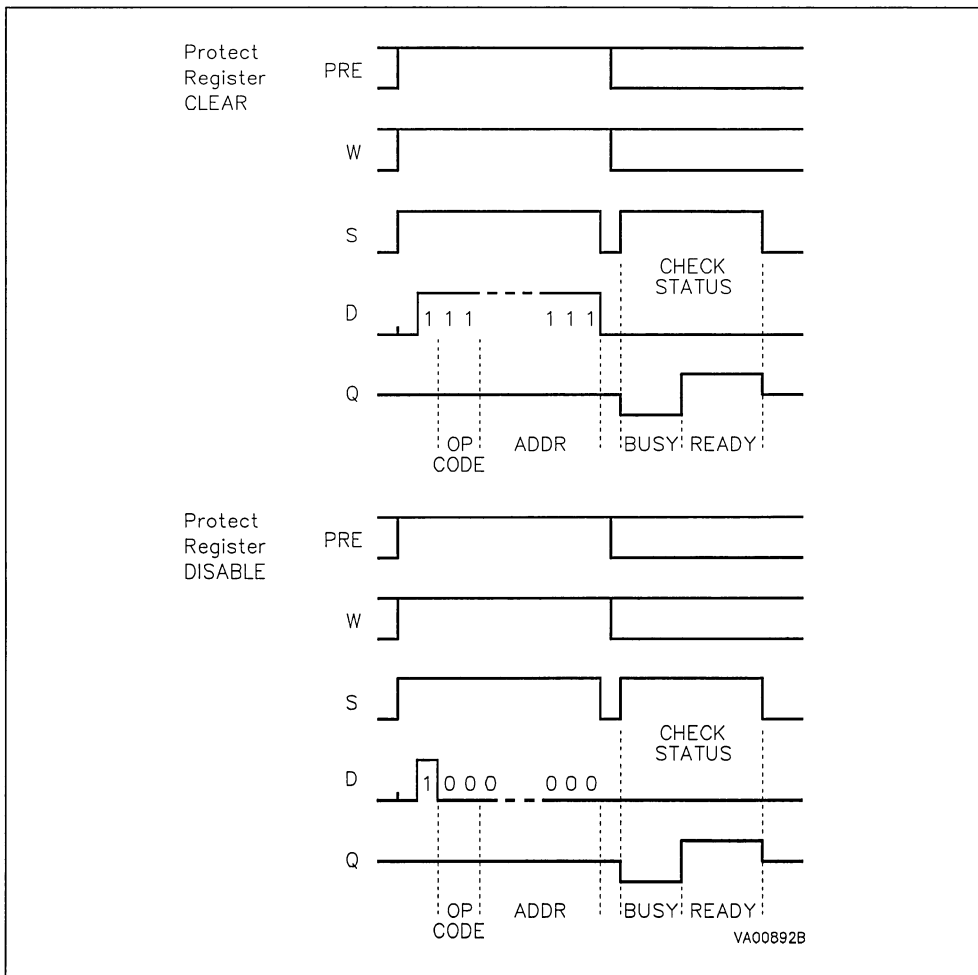 Protect
Register
CLEAR
PRE
W
S
CHECK
STATUS
D
1 1 1 1 1 1
Q
OP
CODE
ADDR
BUSY
READY
Protect
Register
DISABLE
PRE
W
S
CHECK
STATUS
D
1 0 0 0 0 0 0
Q
OP
CODE
ADDR
BUSY
READY
VA00892B